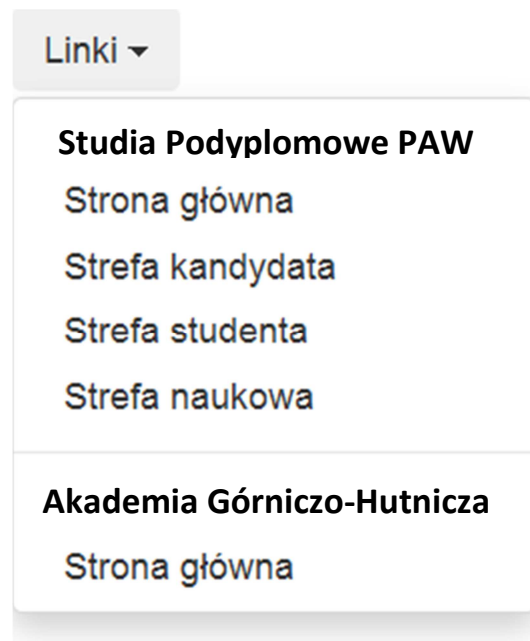 Linki
Studia Podyplomowe PAW
Strona główna
Strefa kandydata
Strefa studenta
Strefa naukowa
Akademia Górniczo-Hutnicza
Strona główna